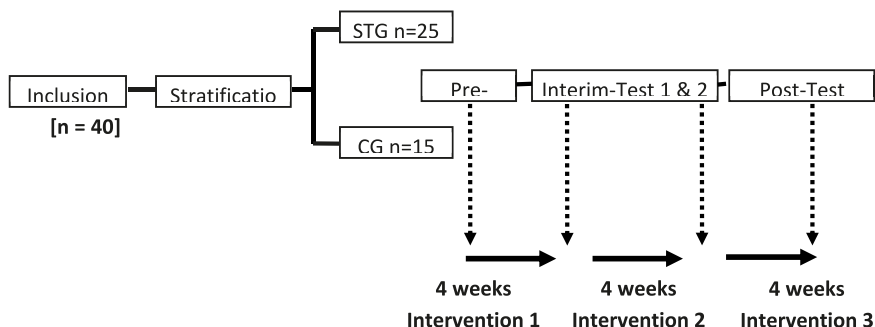 STG n=25
Inclusion
Stratificatio
Pre-
Interim-Test 1 & 2
Post-Test
[n = 40]
CG n=15
4 weeks
4 weeks
4 weeks
Intervention 1
Intervention 2
Intervention 3